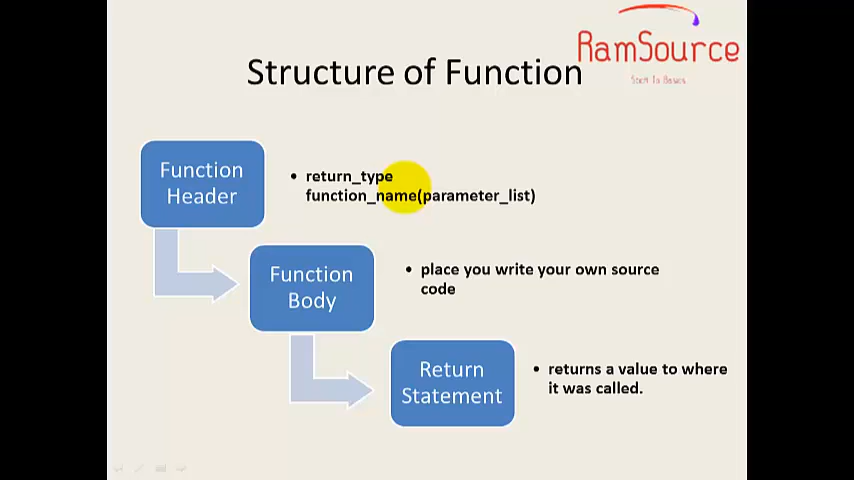 RamSource
Start To Basics
Structure of Function
Function
Header
• return_type
function_name(parameter_list)
Function
Body
• place you write your own source
code
Return
Statement
• returns a value to where
it was called.